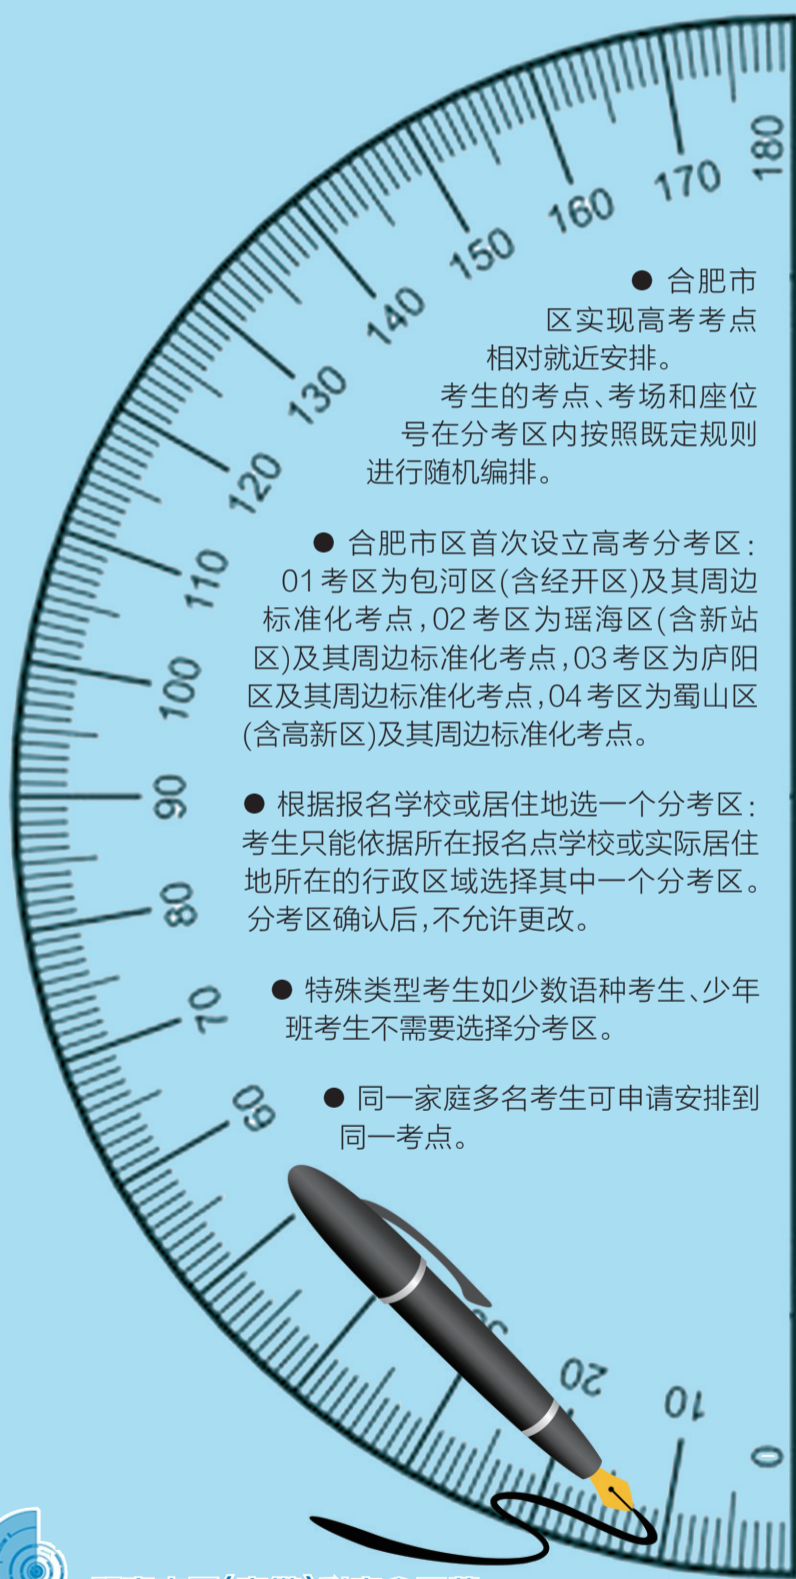 180
170
160
150
140
130
120
110
100
90
80
70
60
● 合肥市
区实现高考考点
相对就近安排。
考生的考点、考场和座位
号在分考区内按照既定规则
进行随机编排。
● 合肥市区首次设立高考分考区：
01考区为包河区(含经开区)及其周边
标准化考点，02考区为瑶海区(含新站
区)及其周边标准化考点，03考区为庐阳
区及其周边标准化考点，04考区为蜀山区
(含高新区)及其周边标准化考点。
● 根据报名学校或居住地选一个分考区：
考生只能依据所在报名点学校或实际居住
地所在的行政区域选择其中一个分考区。
分考区确认后，不允许更改。
● 特殊类型考生如少数语种考生、少年
班考生不需要选择分考区。
● 同一家庭多名考生可申请安排到
同一考点。
20
10
0